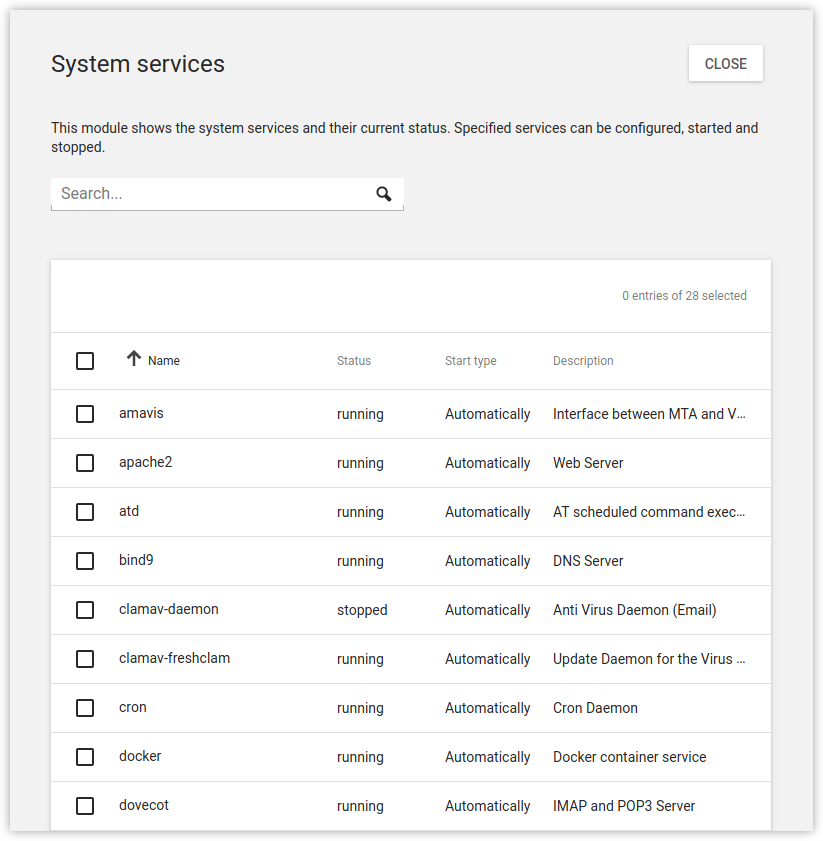 System services
CLOSE
This module shows the system services and their current status. Specified services can be configured, started and
stopped.
Search...
0 entries of 28 selected
Name Status Start type Description
amavis running Automatically Interface between MTA and V...
apache2 running Automatically Web Server
atd running Automatically AT scheduled command exec...
bind9 running Automatically DNS Server
clamav-daemon stopped Automatically Anti Virus Daemon (Email)
clamav-freshclam running Automatically Update Daemon for the Virus ...
cron running Automatically Cron Daemon
docker running Automatically Docker container service
dovecot running Automatically IMAP and POP3 Server